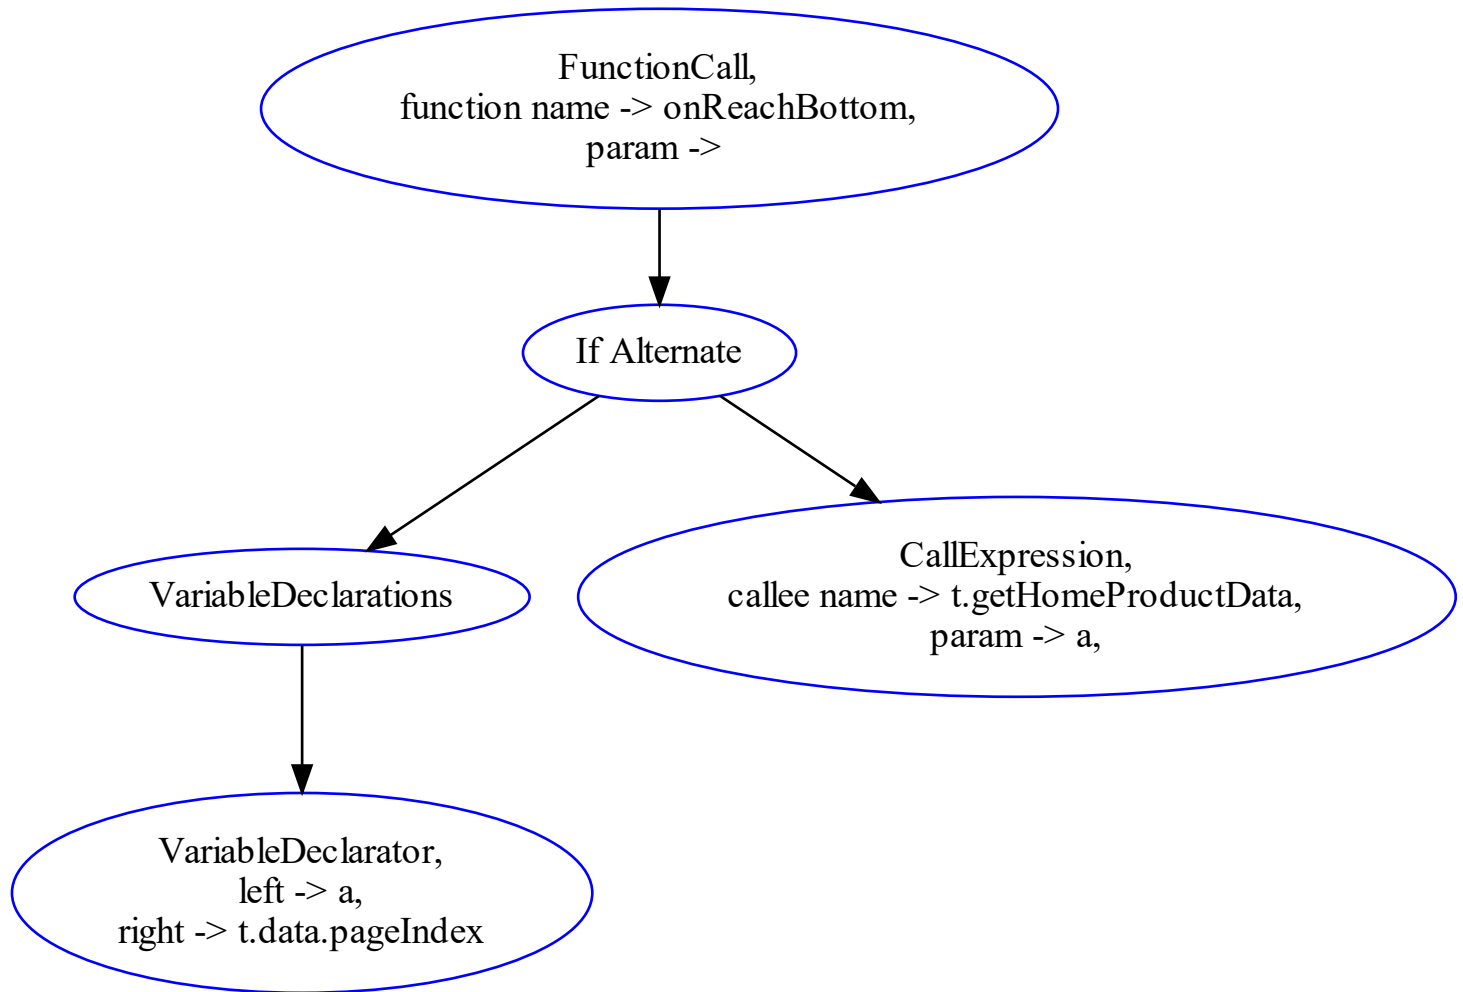 FunctionCall,
function name -> onReachBottom,
param ->
If Alternate
VariableDeclarations
CallExpression,
callee name -> t.getHomeProductData,
param -> a,
VariableDeclarator,
left -> a,
right -> t.data.pageIndex